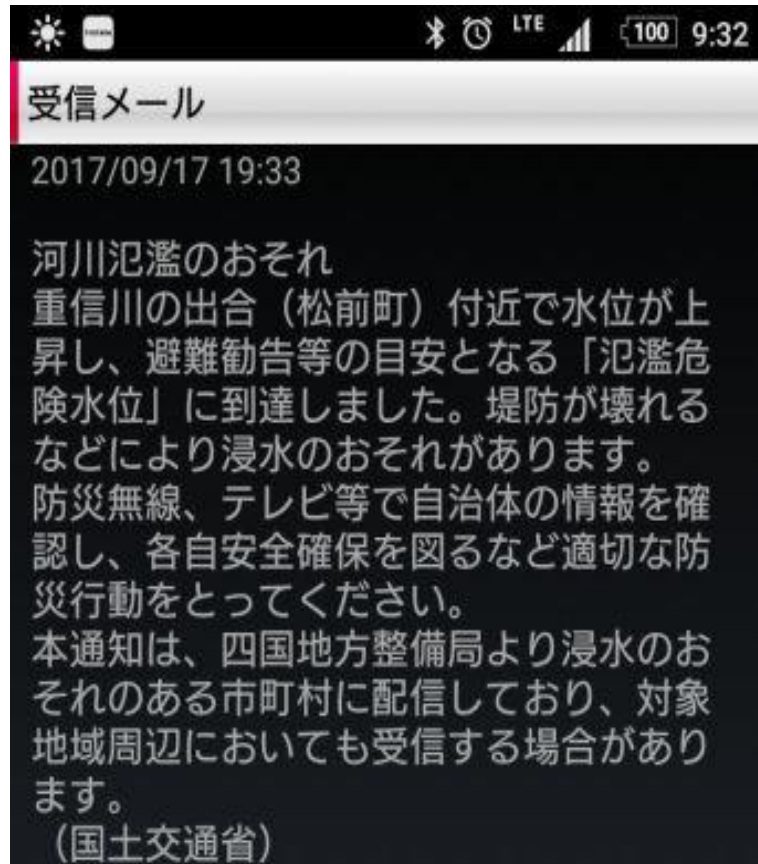 LTE 100 9:32
受信メール
2017/09/17 19:33
河川氾濫のおそれ
重信川の出合（松前町）付近で水位が上
昇し、避難勧告等の目安となる「氾濫危
険水位」に到達しました。堤防が壊れる
などにより浸水のおそれがあります。
防災無線、テレビ等で自治体の情報を確
認し、各自安全確保を図るなど適切な防
災行動をとってください。
本通知は、四国地方整備局より浸水のお
それのある市町村に配信しており、対象
地域周辺においても受信する場合があり
ます。
（国土交通省）